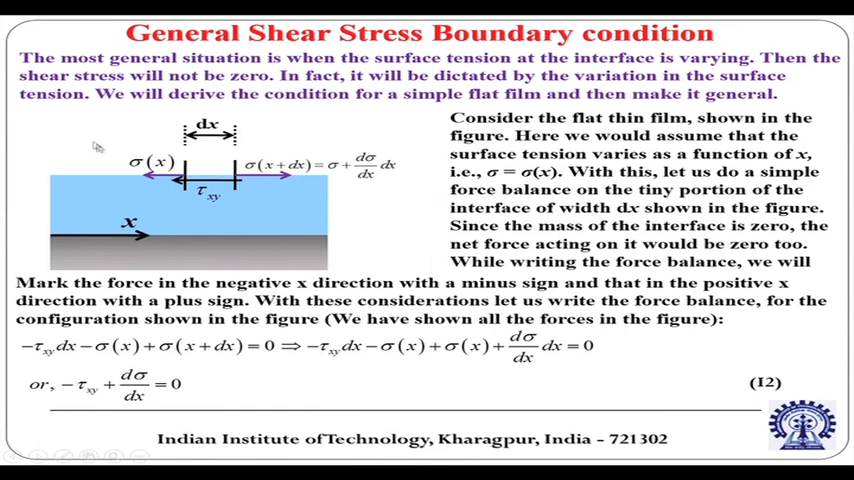 General Shear Stress Boundary condition
The most general situation is when the surface tension at the interface is varying. Then the
shear stress will not be zero. In fact, it will be dictated by the variation in the surface
tension. We will derive the condition for a simple flat film and then make it general.
dx
σ(x)
σ(x+dx)=σ+dσ/dx dx
τxy
x
Consider the flat thin film, shown in the
figure. Here we would assume that the
surface tension varies as a function of x,
i.e., σ = σ(x). With this, let us do a simple
force balance on the tiny portion of the
interface of width dx shown in the figure.
Since the mass of the interface is zero, the
net force acting on it would be zero too.
While writing the force balance, we will
Mark the force in the negative x direction with a minus sign and that in the positive x
direction with a plus sign. With these considerations let us write the force balance, for the
configuration shown in the figure (We have shown all the forces in the figure):
−τxy dx − σ(x) + σ(x + dx) = 0 ⇒ −τxy dx − σ(x) + σ(x) + dσ/dx dx = 0
or, − τxy + dσ/dx = 0 (I2)
Indian Institute of Technology, Kharagpur, India - 721302